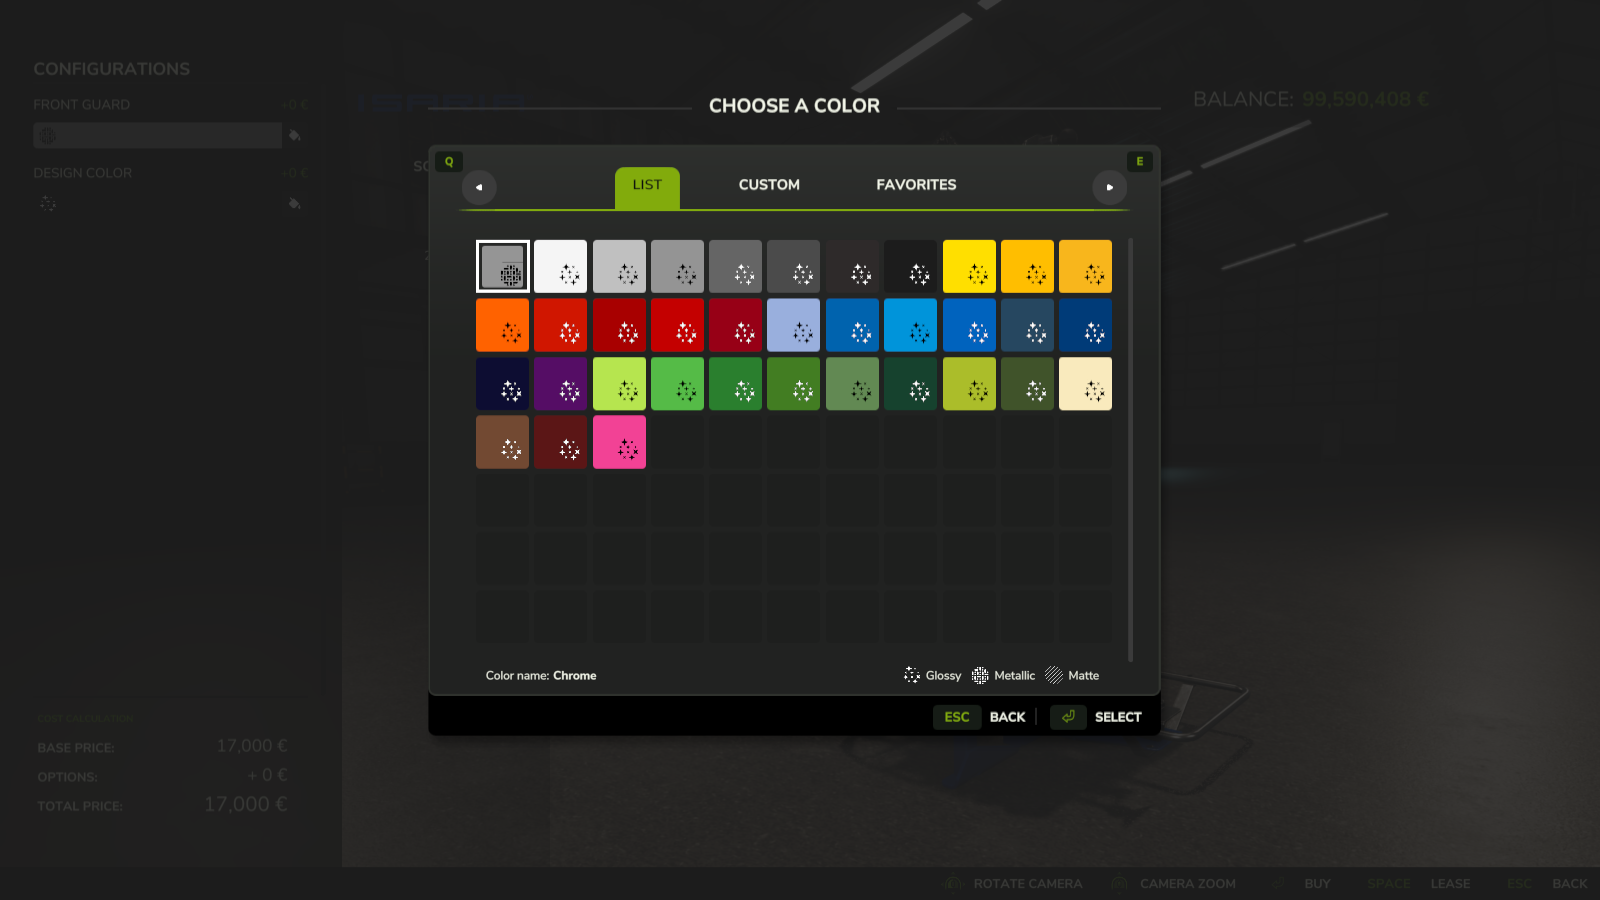 CONFIGURATIONS
FRONT GUARD +0 €
DESIGN COLOR +0 €
ISARIA
CHOOSE A COLOR
BALANCE: 99,590,408 €
Q
E
LIST CUSTOM FAVORITES
Color name: Chrome
Glossy Metallic Matte
ESC BACK SELECT
COST CALCULATION
BASE PRICE: 17,000 €
OPTIONS: + 0 €
TOTAL PRICE: 17,000 €
ROTATE CAMERA CAMERA ZOOM BUY SPACE LEASE ESC BACK